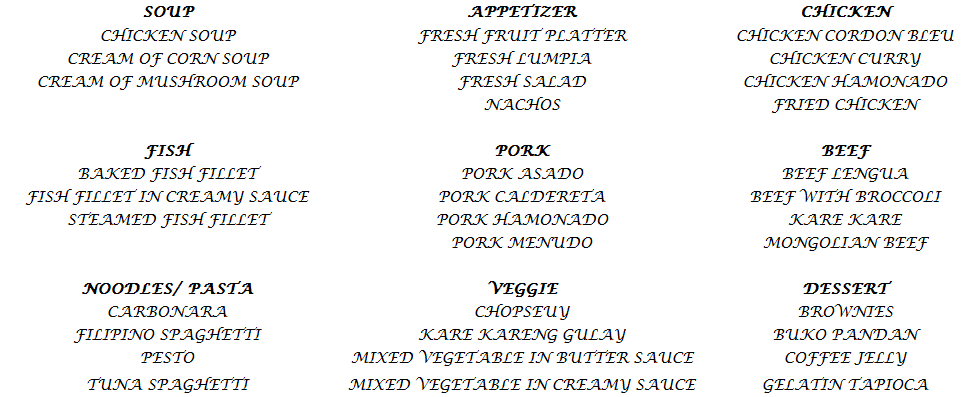 SOUP
CHICKEN SOUP
CREAM OF CORN SOUP
CREAM OF MUSHROOM SOUP
APPETIZER
FRESH FRUIT PLATTER
FRESH LUMPIA
FRESH SALAD
NACHOS
CHICKEN
CHICKEN CORDON BLEU
CHICKEN CURRY
CHICKEN HAMONADO
FRIED CHICKEN
FISH
BAKED FISH FILLET
FISH FILLET IN CREAMY SAUCE
STEAMED FISH FILLET
PORK
PORK ASADO
PORK CALDERETA
PORK HAMONADO
PORK MENUDO
BEEF
BEEF LENGUA
BEEF WITH BROCCOLI
KARE KARE
MONGOLIAN BEEF
NOODLES/ PASTA
CARBONARA
FILIPINO SPAGHETTI
PESTO
TUNA SPAGHETTI
VEGGIE
CHOPSEUY
KARE KARENG GULAY
MIXED VEGETABLE IN BUTTER SAUCE
MIXED VEGETABLE IN CREAMY SAUCE
DESSERT
BROWNIES
BUKO PANDAN
COFFEE JELLY
GELATIN TAPIOCA